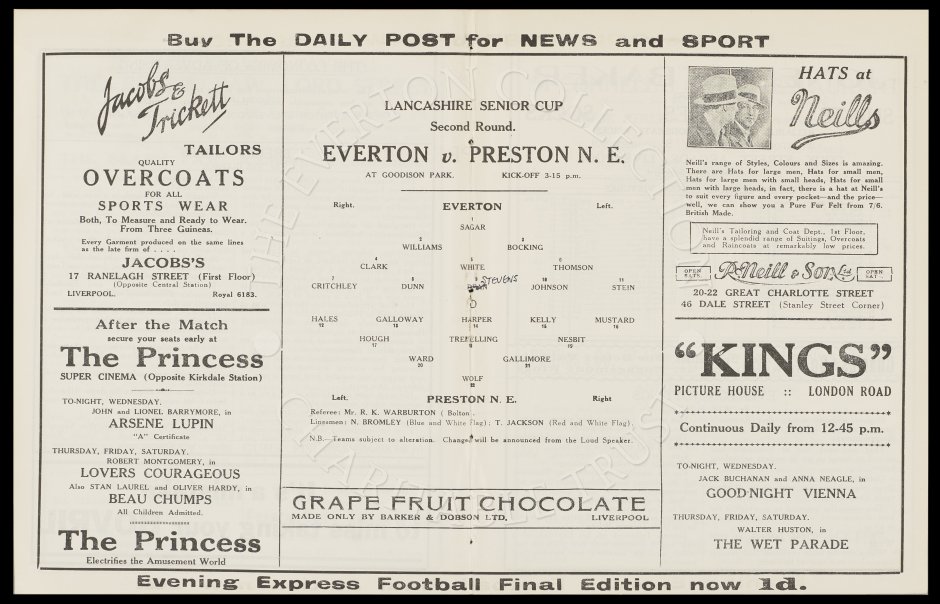 Buy The DAILY POST for NEWS and SPORT
Jacobs &
Trickett
TAILORS
QUALITY
OVERCOATS
FOR ALL
SPORTS WEAR
Both, To Measure and Ready to Wear.
From Three Guineas.
Every Garment produced on the same lines
as the late firm of . . . .
JACOBS'S
17 RANELAGH STREET (First Floor)
(Opposite Central Station)
LIVERPOOL. Royal 6183.
After the Match
secure your seats early at
The Princess
SUPER CINEMA (Opposite Kirkdale Station)
TO-NIGHT, WEDNESDAY.
JOHN and LIONEL BARRYMORE, in
ARSENE LUPIN
"A" Certificate
THURSDAY, FRIDAY, SATURDAY.
ROBERT MONTGOMERY, in
LOVERS COURAGEOUS
Also STAN LAUREL and OLIVER HARDY, in
BEAU CHUMPS
All Children Admitted.
The Princess
Electrifies the Amusement World
LANCASHIRE SENIOR CUP
Second Round.
EVERTON v. PRESTON N. E.
AT GOODISON PARK. KICK-OFF 3-15 p.m.
Right. EVERTON Left.
1
SAGAR
2 3
WILLIAMS BOCKING
4 5 6
CLARK WHITE THOMSON
7 8 9 10 11
CRITCHLEY DUNN STEVENS JOHNSON STEIN
HALES GALLOWAY HARPER KELLY MUSTARD
12 13 14 15 16
HOUGH TREMELLING NESBIT
17 18 19
WARD GALLIMORE
20 21
WOLF
22
Left. PRESTON N. E. Right
Referee: Mr. R. K. WARBURTON ( Bolton .
Linesmen: N. BROMLEY (Blue and White Flag); T. JACKSON (Red and White Flag).
N.B.—Teams subject to alteration. Changes will be announced from the Loud Speaker.
GRAPE FRUIT CHOCOLATE
MADE ONLY BY BARKER & DOBSON LTD. LIVERPOOL
HATS at
Neills
Neill's range of Styles, Colours and Sizes is amazing.
There are Hats for large men, Hats for small men,
Hats for large men with small heads, Hats for small
men with large heads, in fact, there is a hat at Neill's
to suit every figure and every pocket—and the price—
well, we can show you a Pure Fur Felt from 7/6.
British Made.
Neill's Tailoring and Coat Dept., 1st Floor,
have a splendid range of Suitings, Overcoats
and Raincoats at remarkably low prices.
OPEN R. Neill & Sons Ltd OPEN
20-22 GREAT CHARLOTTE STREET
46 DALE STREET (Stanley Street Corner)
"KINGS"
PICTURE HOUSE :: LONDON ROAD
Continuous Daily from 12-45 p.m.
TO-NIGHT, WEDNESDAY.
JACK BUCHANAN and ANNA NEAGLE, in
GOOD-NIGHT VIENNA
THURSDAY, FRIDAY, SATURDAY.
WALTER HUSTON, in
THE WET PARADE
Evening Express Football Final Edition now 1d.
THE EVERTON COLLECTION
CHARITABLE TRUST